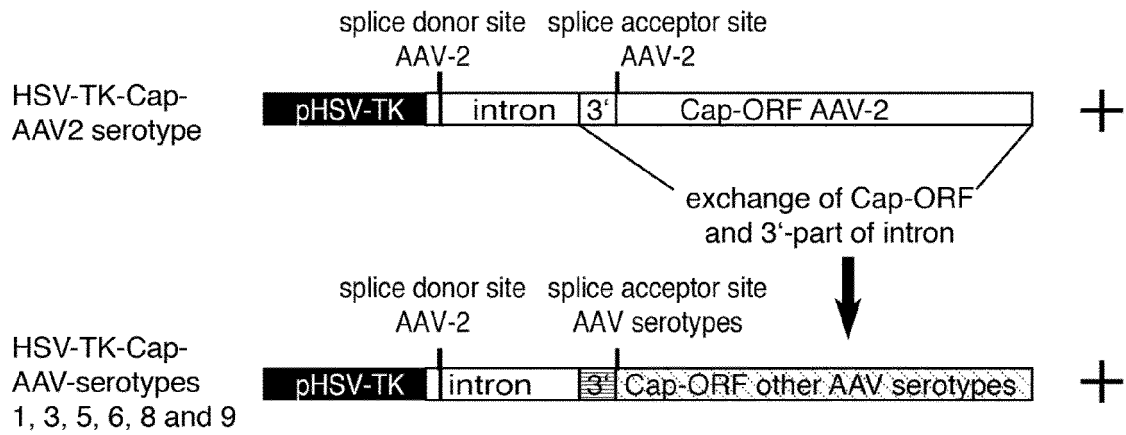 splice donor site splice acceptor site
AAV-2 AAV-2
HSV-TK-Cap-
AAV2 serotype
pHSV-TK intron 3‘ Cap-ORF AAV-2 +
exchange of Cap-ORF
and 3‘-part of intron
splice donor site splice acceptor site
AAV-2 AAV serotypes
HSV-TK-Cap-
AAV-serotypes
1, 3, 5, 6, 8 and 9
pHSV-TK intron 3‘ Cap-ORF other AAV serotypes +